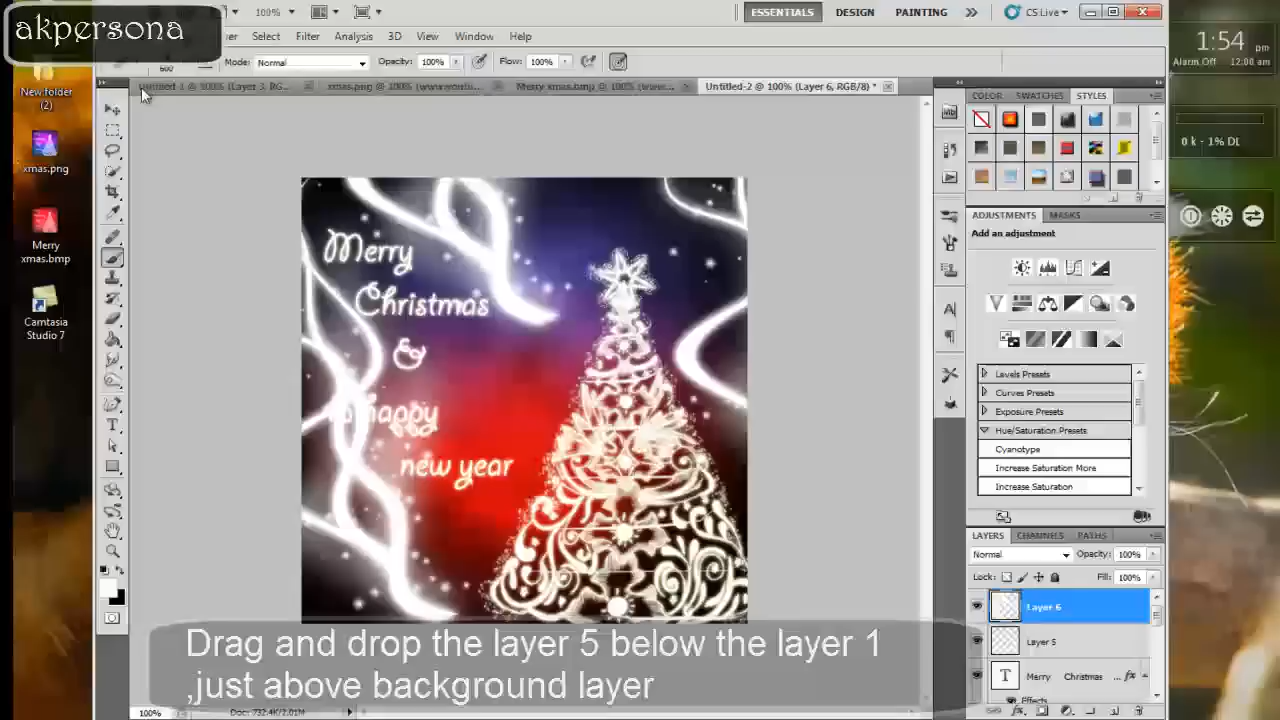 akpersona
100%
ESSENTIALS DESIGN PAINTING CS Live
1:54 pm
Alarm.Off 12:00 am
Select Filter Analysis 3D View Window Help
Mode: Normal Opacity: 100% Flow: 100%
xmas.png @ 100%
Merry xmas.bmp @ 100%
Untitled-2 @ 100% (Layer 6, RGB/8) *
New folder (2)
xmas.png
Merry xmas.bmp
Camtasia Studio 7
0 k - 1% DL
COLOR SWATCHES STYLES
ADJUSTMENTS MASKS
Add an adjustment
Levels Presets
Curves Presets
Exposure Presets
Hue/Saturation Presets
Cyanotype
Increase Saturation More
Increase Saturation
Merry
Christmas
&
happy
new year
LAYERS CHANNELS PATHS
Normal Opacity: 100%
Lock: Fill: 100%
Layer 6
Layer 5
T Merry Christmas ... fx
Effects
Drag and drop the layer 5 below the layer 1
,just above background layer
100% Doc: 732.4K/2.01M